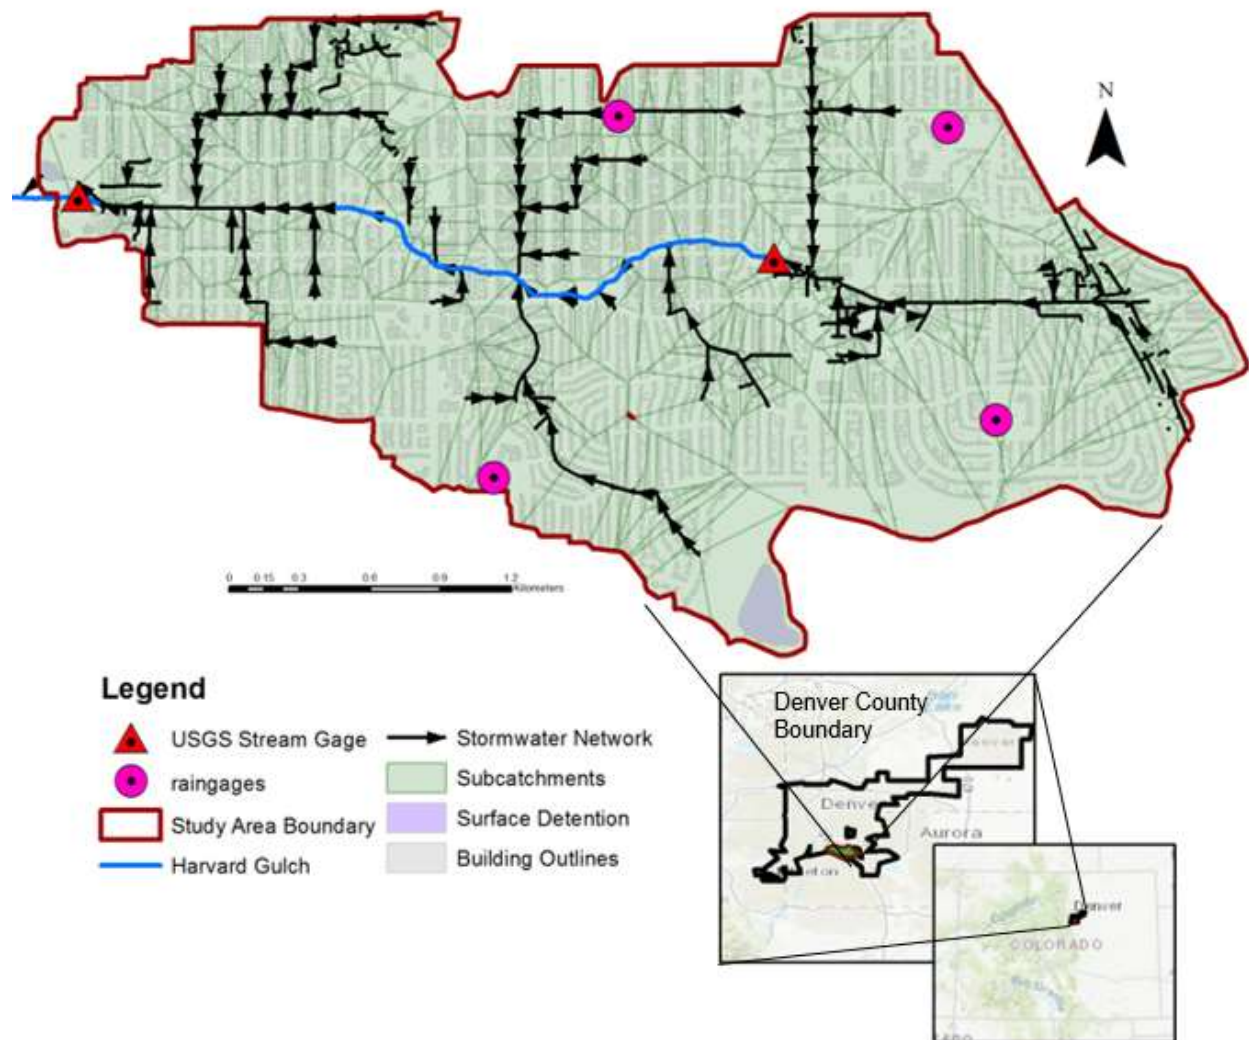 N
0 0.15 0.3 0.6 0.9 1.2
Kilometers
Legend
USGS Stream Gage
raingages
Study Area Boundary
Harvard Gulch
Stormwater Network
Subcatchments
Surface Detention
Building Outlines
Denver County
Boundary
Denve
Aurora
Denver
COLORADO